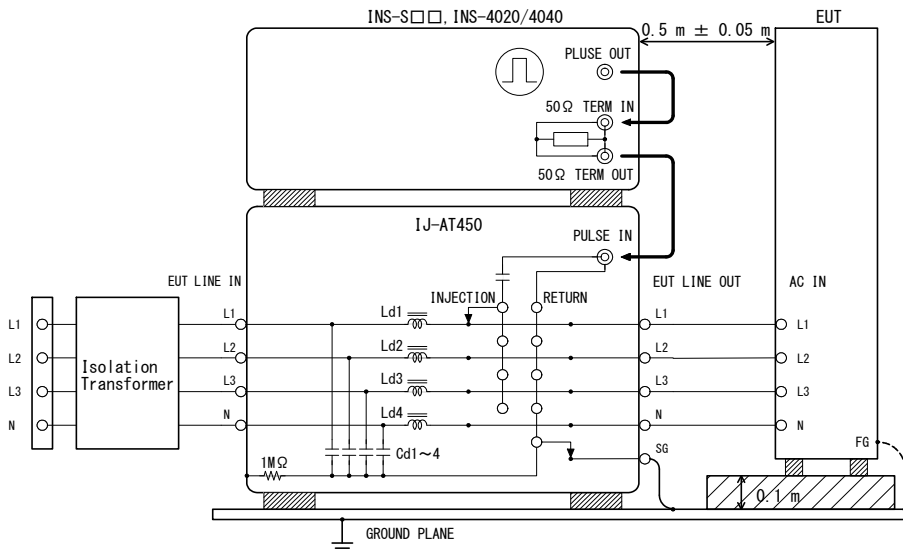 INS-S□□, INS-4020/4040
EUT
0.5 m ± 0.05 m
PLUSE OUT
50Ω TERM IN
50Ω TERM OUT
IJ-AT450
PULSE IN
EUT LINE IN
INJECTION
RETURN
EUT LINE OUT
AC IN
L1
L1
Ld1
L1
L1
L2
L2
Ld2
L2
L2
Isolation
Transformer
L3
L3
Ld3
L3
L3
N
N
Ld4
N
N
Cd1~4
1MΩ
SG
FG
0.1 m
GROUND PLANE